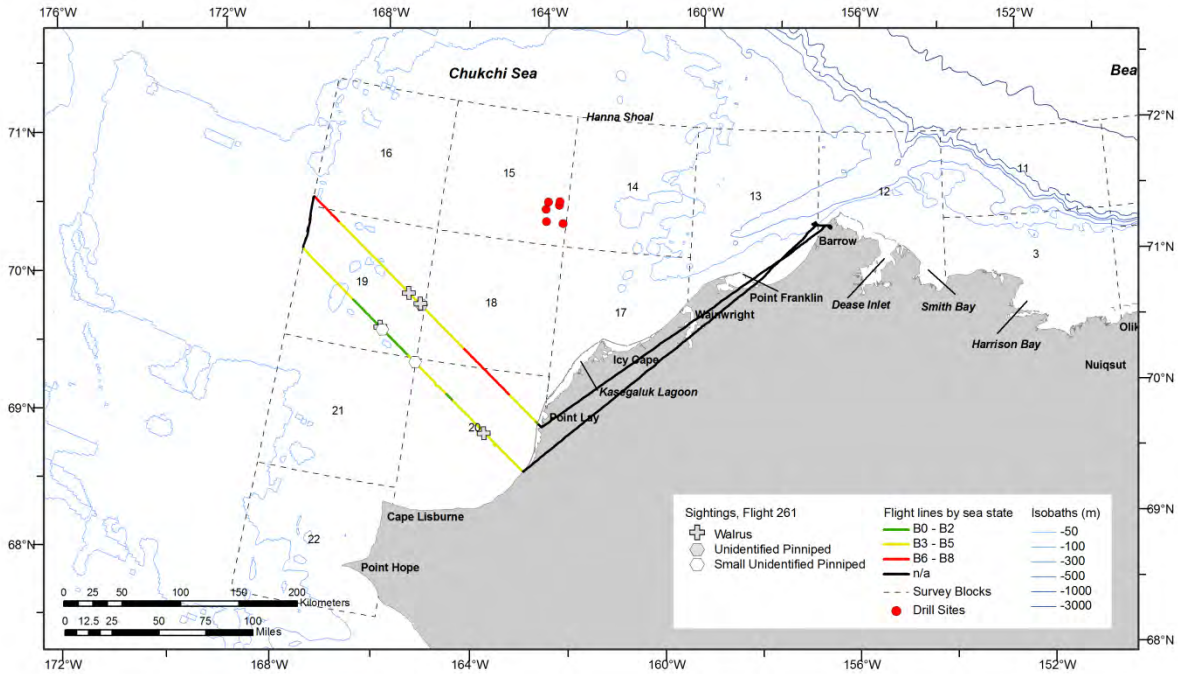 176°W
168°W
164°W
160°W
156°W
152°W
Chukchi Sea
Bea
72°N
71°N
Hanna Shoal
11
16
15
14
13
12
Barrow
71°N
3
70°N
19
18
17
Point Franklin
Dease Inlet
Smith Bay
Wainwright
Harrison Bay
Olik
Icy Cape
Nuiqsut
Kasegaluk Lagoon
70°N
69°N
21
20
Point Lay
Cape Lisburne
69°N
68°N
22
Point Hope
Sightings, Flight 261
Walrus
Unidentified Pinniped
Small Unidentified Pinniped
Flight lines by sea state
B0 - B2
B3 - B5
B6 - B8
n/a
Survey Blocks
Drill Sites
Isobaths (m)
-50
-100
-300
-500
-1000
-3000
0 25 50 100 150 200
Kilometers
0 12.5 25 50 75 100
Miles
68°N
172°W
168°W
164°W
160°W
156°W
152°W